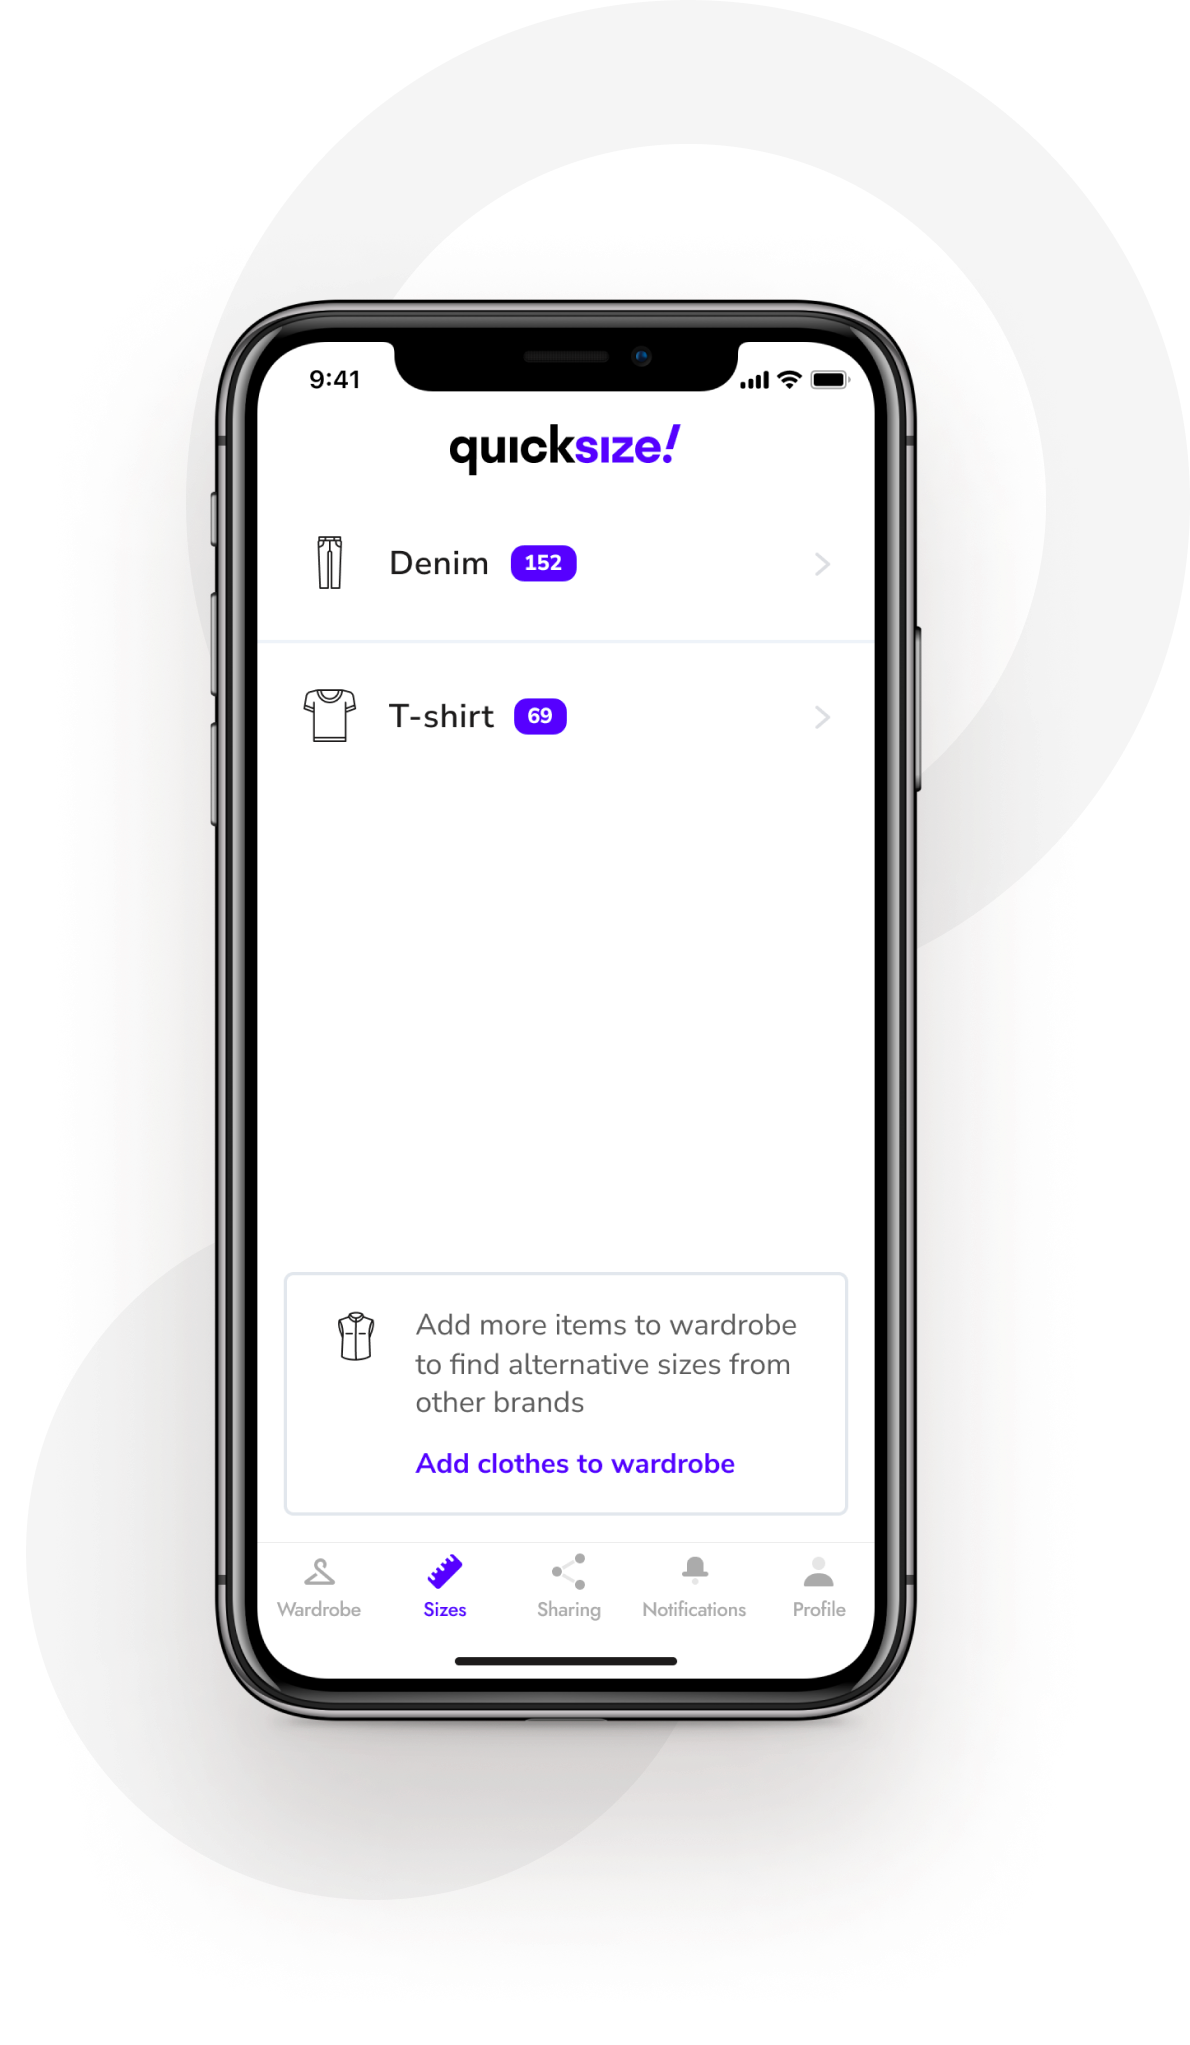 9:41
quicksize!
Denim 152
T-shirt 69
Add more items to wardrobe
to find alternative sizes from
other brands
Add clothes to wardrobe
Wardrobe Sizes Sharing Notifications Profile